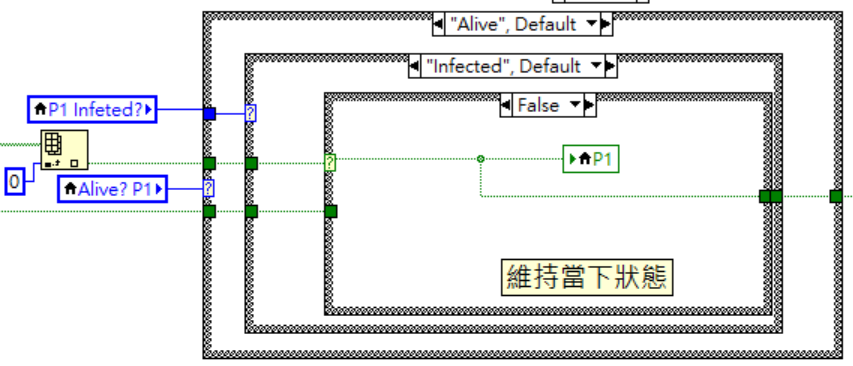 "Alive", Default
"Infected", Default
False
P1 Infeted?
?
0
Alive? P1
?
?
P1
維持當下狀態